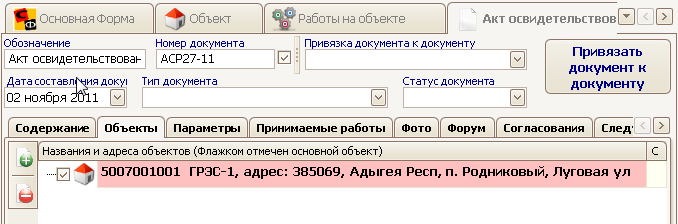 Основная Форма Объект Работы на объекте Акт освидетельствов
Обозначение Номер документа Привязка документа к документу
Акт освидетельствован АСР27-11
Привязать
документ к
документу
Дата составления докум Тип документа Статус документа
02 ноября 2011
Содержание Объекты Параметры Принимаемые работы Фото Форум Согласования След
Названия и адреса объектов (Флажком отмечен основной объект) С
5007001001 ГРЭС-1, адрес: 385069, Адыгея Респ, п. Родниковый, Луговая ул